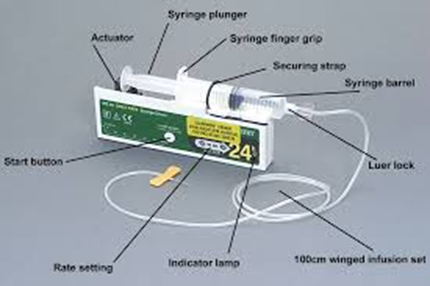 Syringe plunger
Actuator
Syringe finger grip
Securing strap
Syringe barrel
24
Start button
Luer lock
Rate setting
Indicator lamp
100cm winged infusion set